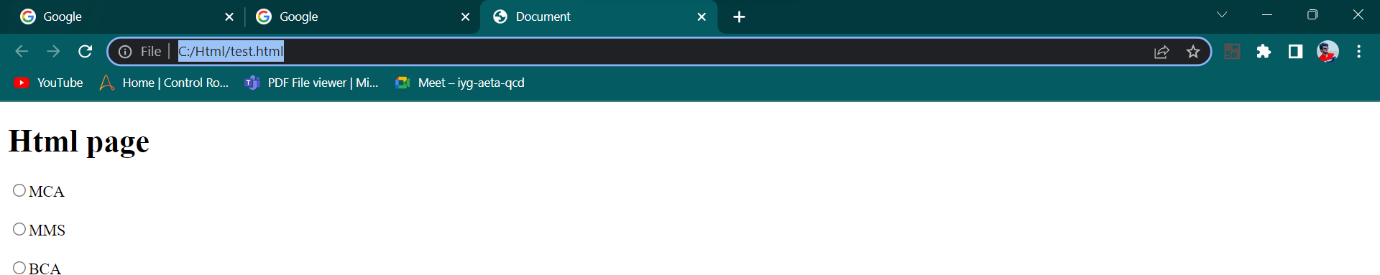 Google
Google
Document
File
C:/Html/test.html
YouTube
Home | Control Ro...
PDF File viewer | Mi...
Meet – iyg-aeta-qcd
Html page
MCA
MMS
BCA